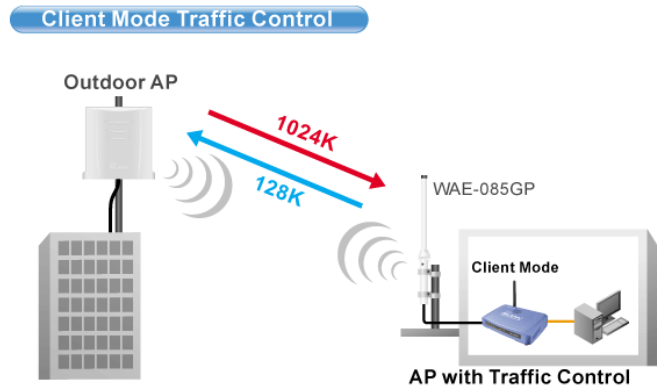 Client Mode Traffic Control
Outdoor AP
1024K
128K
WAE-085GP
Client Mode
AP with Traffic Control